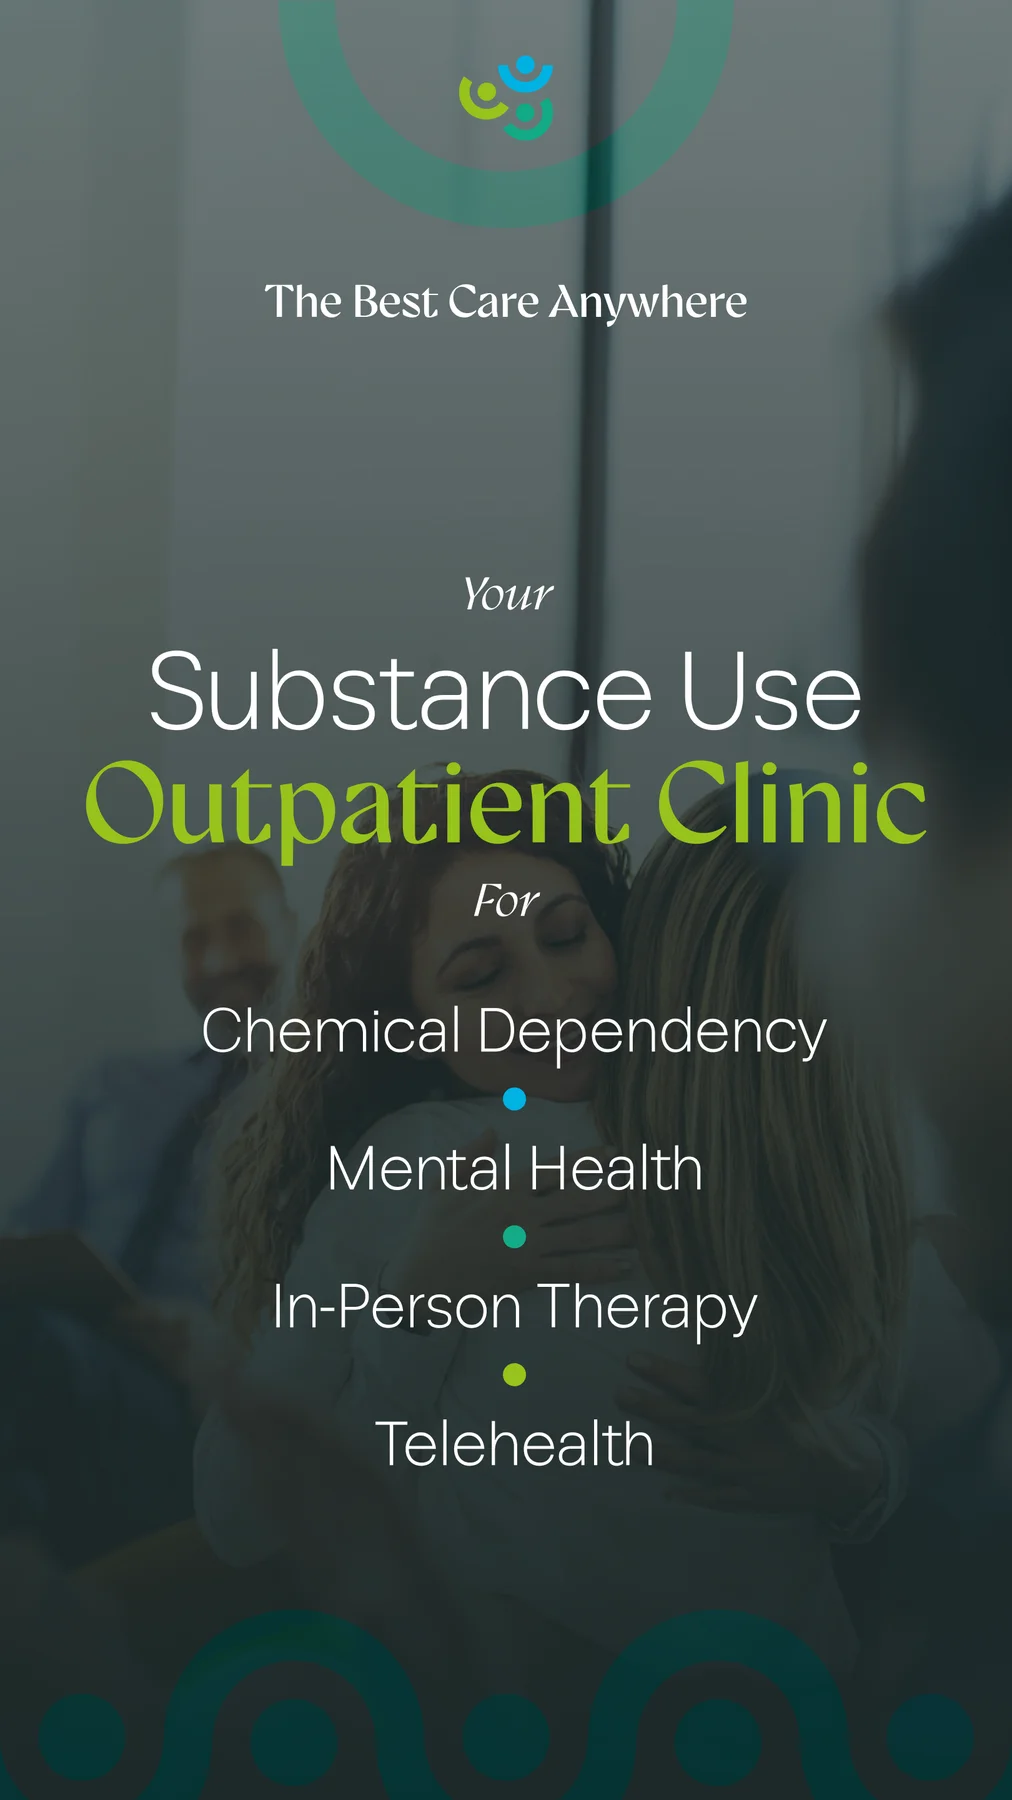 The Best Care Anywhere
Your
Substance Use
Outpatient Clinic
For
Chemical Dependency
Mental Health
In-Person Therapy
Telehealth